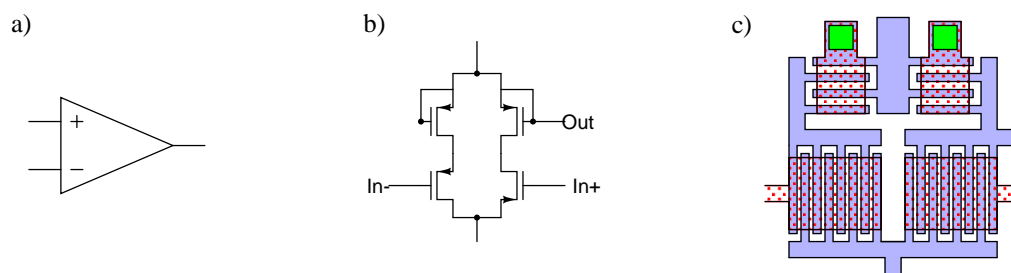 a)
b)
c)
+
−
Out
In-
In+